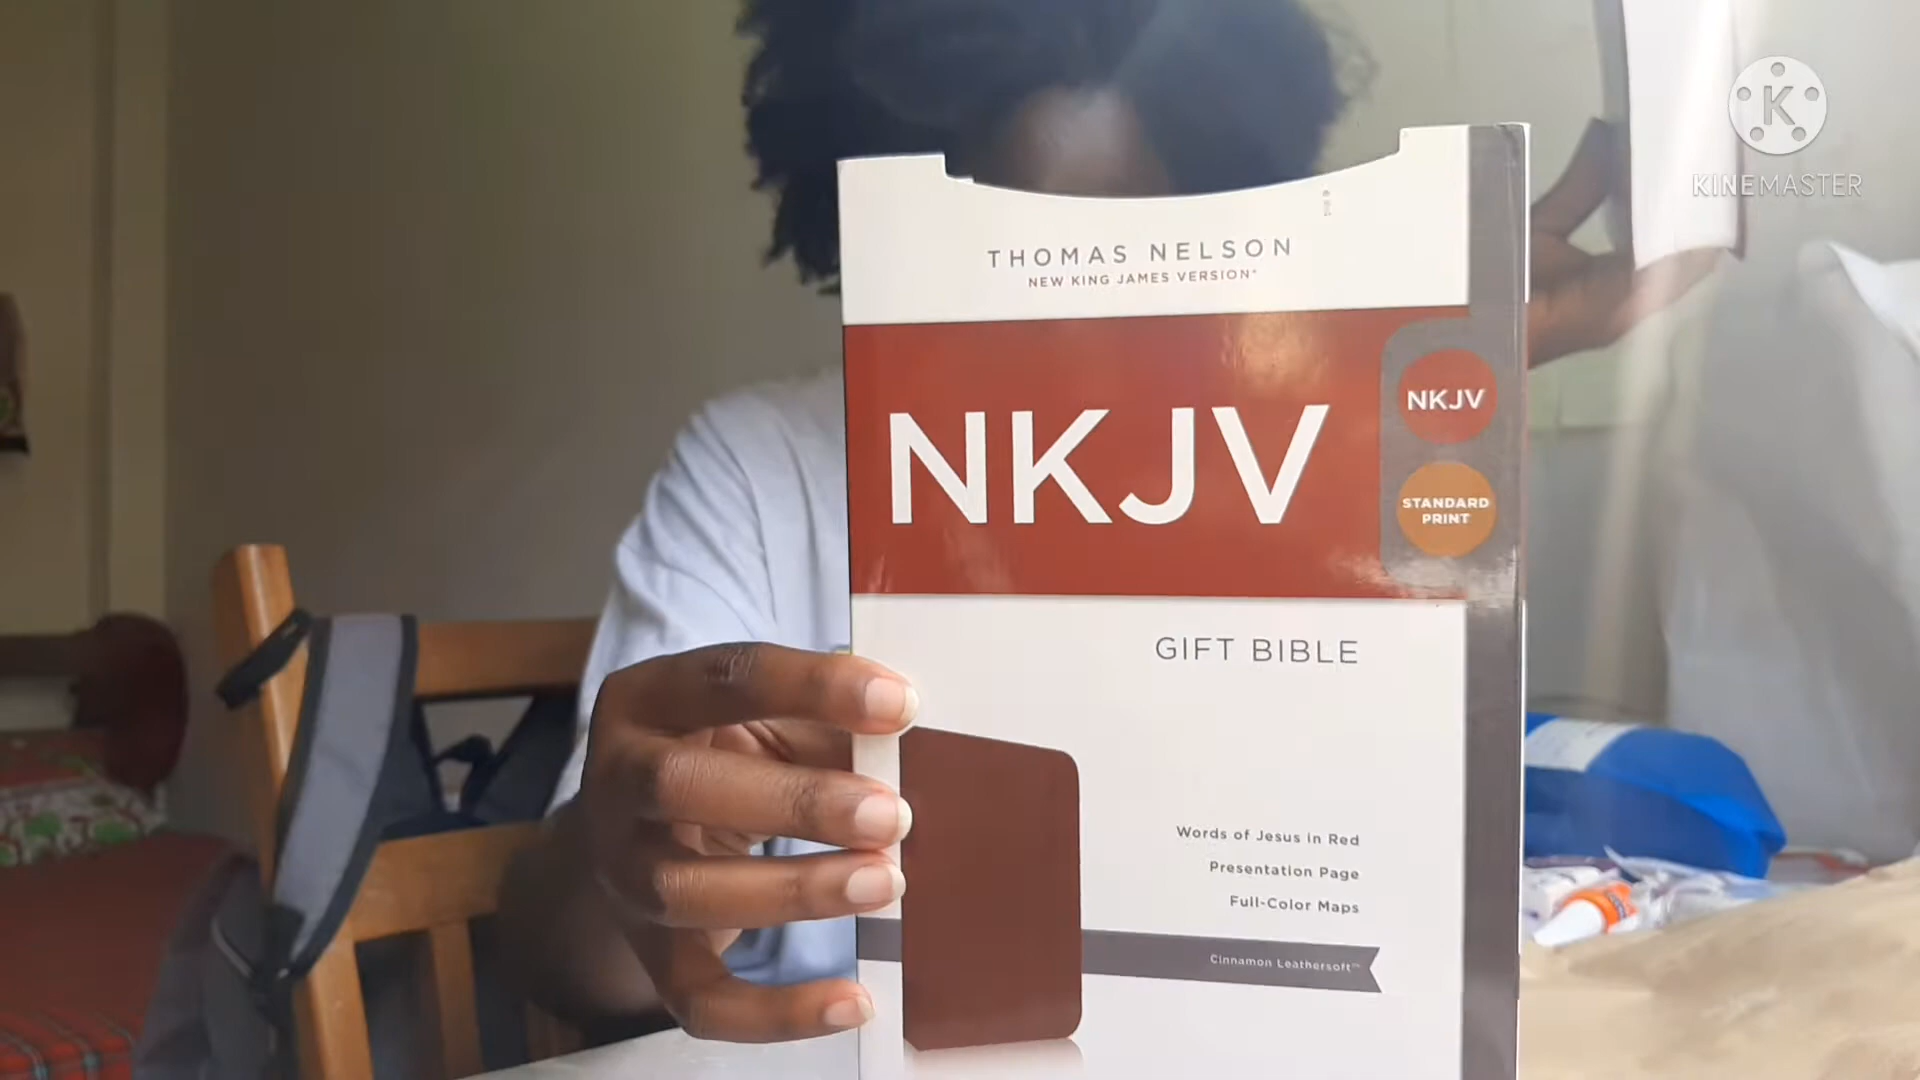 K
KINEMASTER
THOMAS NELSON
NEW KING JAMES VERSION®
NKJV
NKJV
STANDARD
PRINT
GIFT BIBLE
Words of Jesus in Red
Presentation Page
Full-Color Maps
Cinnamon Leathersoft™